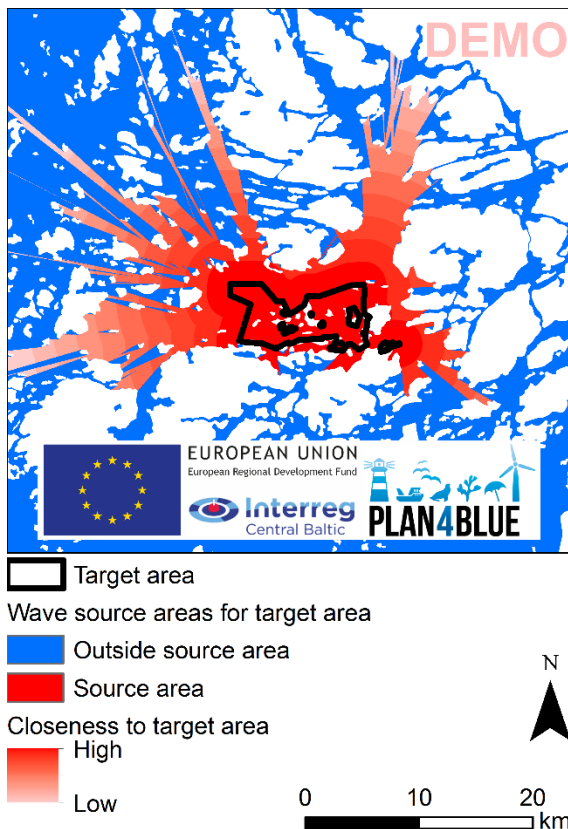 DEMO
EUROPEAN UNION
European Regional Development Fund
Interreg
Central Baltic
PLAN4BLUE
Target area
Wave source areas for target area
Outside source area
Source area
Closeness to target area
High
Low
N
0 10 20
km